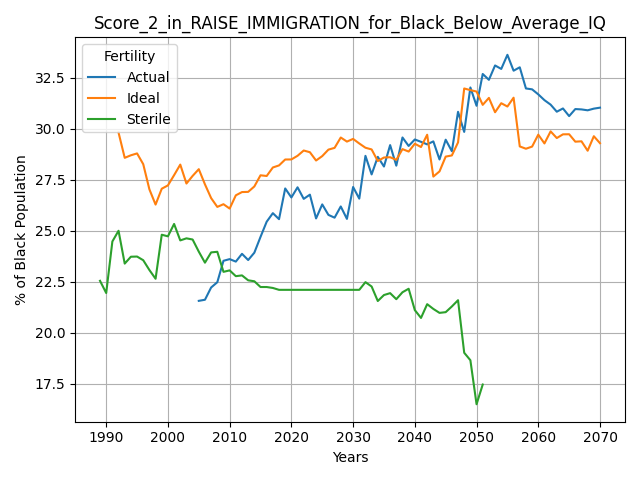 Score_2_in_RAISE_IMMIGRATION_for_Black_Below_Average_IQ
Fertility
Actual
Ideal
Sterile
% of Black Population
32.5
30.0
27.5
25.0
22.5
20.0
17.5
1990 2000 2010 2020 2030 2040 2050 2060 2070
Years